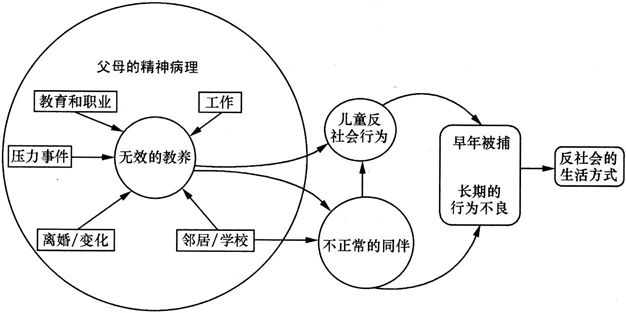 父母的精神病理
教育和职业
工作
压力事件
无效的教养
离婚/变化
邻居/学校
儿童反
社会行为
不正常的同伴
早年被捕
长期的
行为不良
反社会的
生活方式